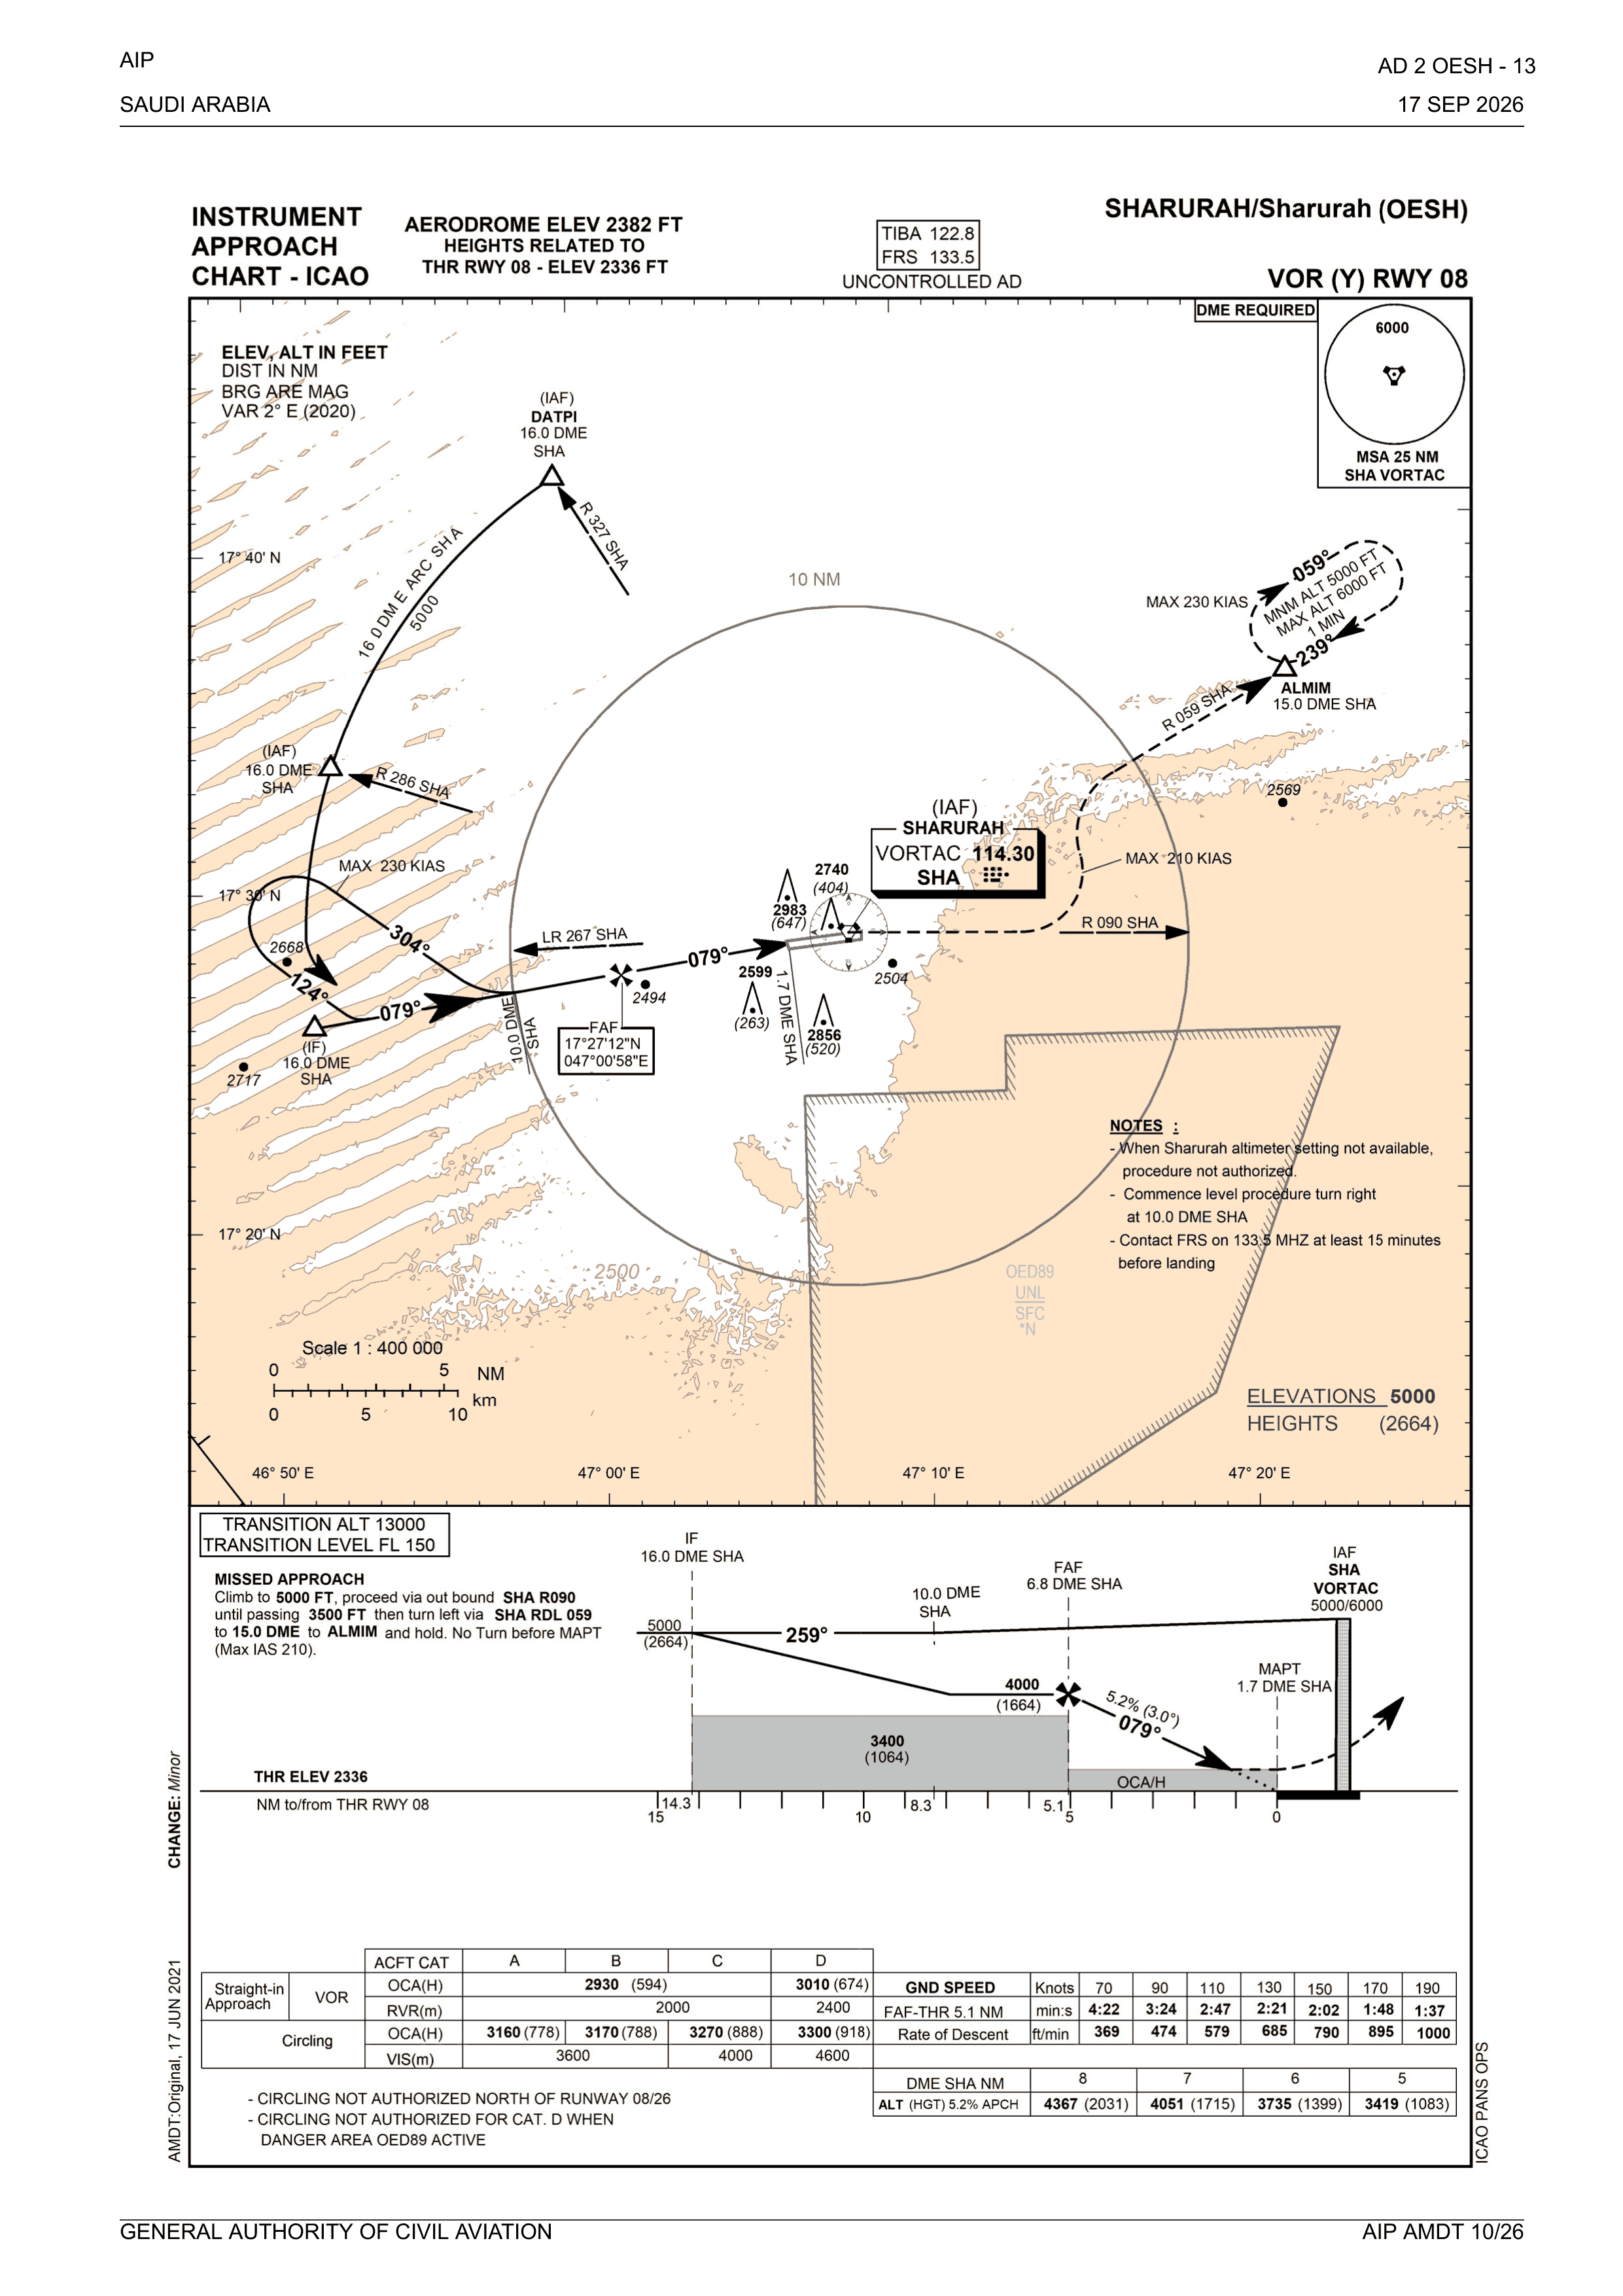 AIP
AD 2 OESH - 13
SAUDI ARABIA
17 SEP 2026
INSTRUMENT
APPROACH
CHART - ICAO
AERODROME ELEV 2382 FT
HEIGHTS RELATED TO
THR RWY 08 - ELEV 2336 FT
TIBA 122.8
FRS 133.5
UNCONTROLLED AD
SHARURAH/Sharurah (OESH)
VOR (Y) RWY 08
DME REQUIRED
6000
MSA 25 NM
SHA VORTAC
ELEV, ALT IN FEET
DIST IN NM
BRG ARE MAG
VAR 2° E (2020)
(IAF)
DATPI
16.0 DME
SHA
R 327 SHA
16 0 DME ARC SHA
5000
17° 40' N
10 NM
MAX 230 KIAS
059°
MNM ALT 5000 FT
MAX ALT 6000 FT
1 MIN
239°
ALMIM
15.0 DME SHA
R 059 SHA
(IAF)
16.0 DME
SHA
R 286 SHA
2569
(IAF)
SHARURAH
VORTAC 114.30
SHA
MAX 210 KIAS
MAX 230 KIAS
17° 30' N
2740
(404)
2983
(647)
R 090 SHA
LR 267 SHA
304°
2668
124°
079°
079°
2494
2599
(263)
1.7 DME SHA
2504
2856
(520)
10.0 DME
SHA
FAF
17°27'12"N
047°00'58"E
(IF)
16.0 DME
SHA
2717
NOTES :
- When Sharurah altimeter setting not available,
procedure not authorized.
- Commence level procedure turn right
at 10.0 DME SHA
- Contact FRS on 133.5 MHZ at least 15 minutes
before landing
17° 20' N
2500
OED89
UNL
SFC
*N
Scale 1 : 400 000
0 5 NM
0 5 10 km
ELEVATIONS 5000
HEIGHTS (2664)
46° 50' E
47° 00' E
47° 10' E
47° 20' E
TRANSITION ALT 13000
TRANSITION LEVEL FL 150
MISSED APPROACH
Climb to 5000 FT, proceed via out bound SHA R090
until passing 3500 FT then turn left via SHA RDL 059
to 15.0 DME to ALMIM and hold. No Turn before MAPT
(Max IAS 210).
IF
16.0 DME SHA
10.0 DME
SHA
FAF
6.8 DME SHA
IAF
SHA
VORTAC
5000/6000
5000
(2664)
259°
4000
(1664)
5.2% (3.0°)
079°
MAPT
1.7 DME SHA
3400
(1064)
OCA/H
THR ELEV 2336
NM to/from THR RWY 08
14.3 8.3 5.1
15 10 5 0
CHANGE: Minor
AMDT:Original, 17 JUN 2021
ICAO PANS OPS
ACFT CAT A B C D
Straight-in
Approach
VOR
OCA(H) 2930 (594) 3010 (674)
RVR(m) 2000 2400
Circling
OCA(H) 3160 (778) 3170 (788) 3270 (888) 3300 (918)
VIS(m) 3600 4000 4600
GND SPEED Knots 70 90 110 130 150 170 190
FAF-THR 5.1 NM min:s 4:22 3:24 2:47 2:21 2:02 1:48 1:37
Rate of Descent ft/min 369 474 579 685 790 895 1000
DME SHA NM 8 7 6 5
ALT (HGT) 5.2% APCH 4367 (2031) 4051 (1715) 3735 (1399) 3419 (1083)
- CIRCLING NOT AUTHORIZED NORTH OF RUNWAY 08/26
- CIRCLING NOT AUTHORIZED FOR CAT. D WHEN
DANGER AREA OED89 ACTIVE
GENERAL AUTHORITY OF CIVIL AVIATION
AIP AMDT 10/26